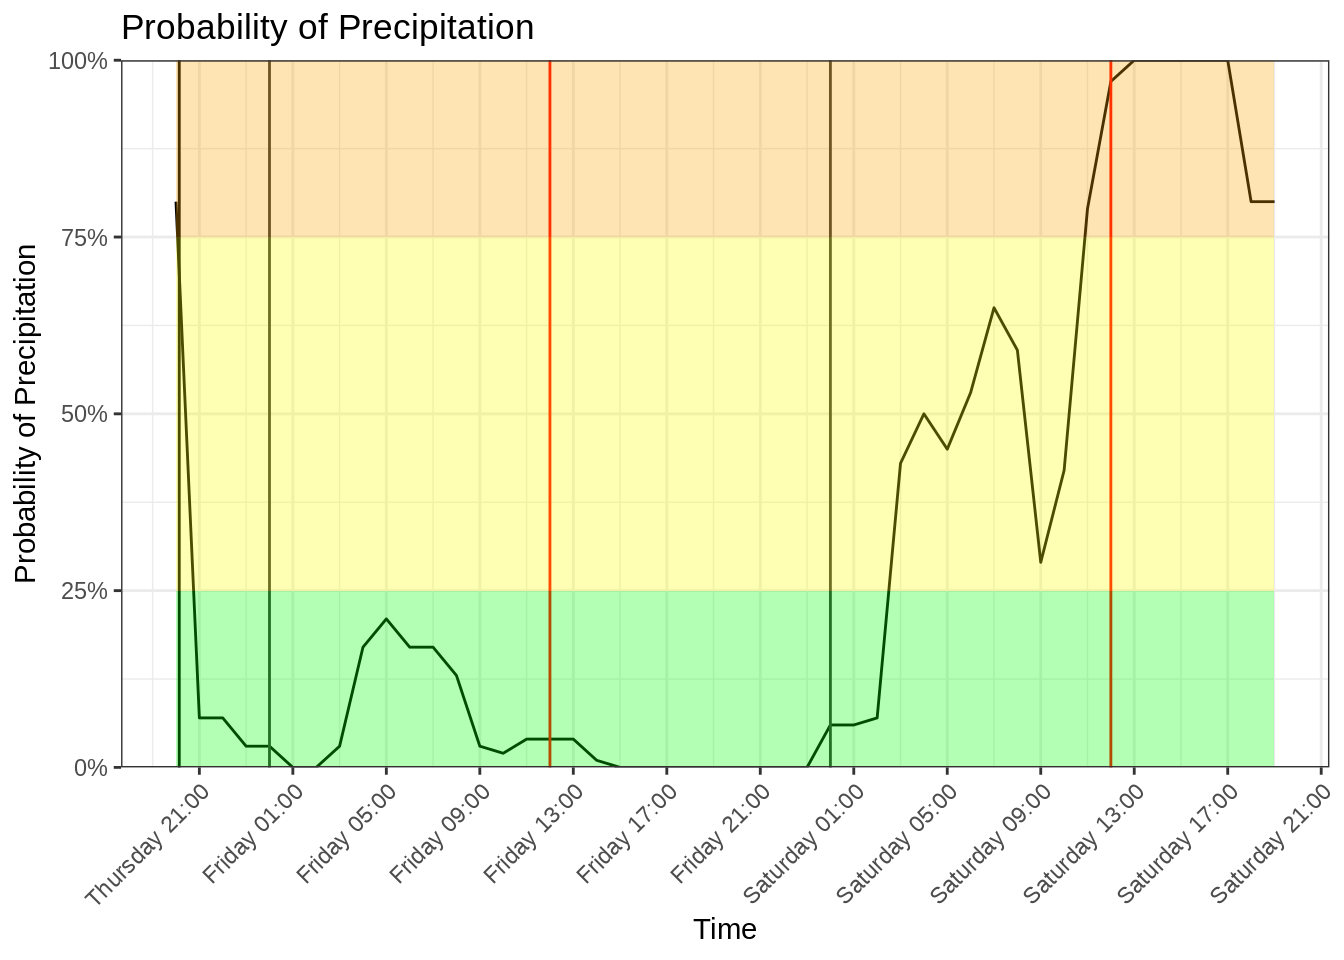 Probability of Precipitation
Probability of Precipitation
100%
75%
50%
25%
0%
Thursday 21:00
Friday 01:00
Friday 05:00
Friday 09:00
Friday 13:00
Friday 17:00
Friday 21:00
Saturday 01:00
Saturday 05:00
Saturday 09:00
Saturday 13:00
Saturday 17:00
Saturday 21:00
Time